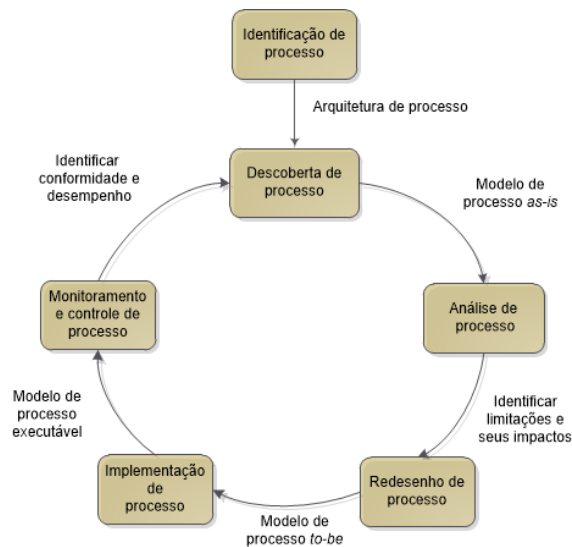 Identificação de
processo
Arquitetura de processo
Descoberta de
processo
Modelo de
processo as-is
Análise de
processo
Identificar
limitações e
seus impactos
Redesenho de
processo
Modelo de
processo to-be
Implementação
de
processo
Modelo de
processo
executável
Monitoramento
e controle de
processo
Identificar
conformidade e
desempenho